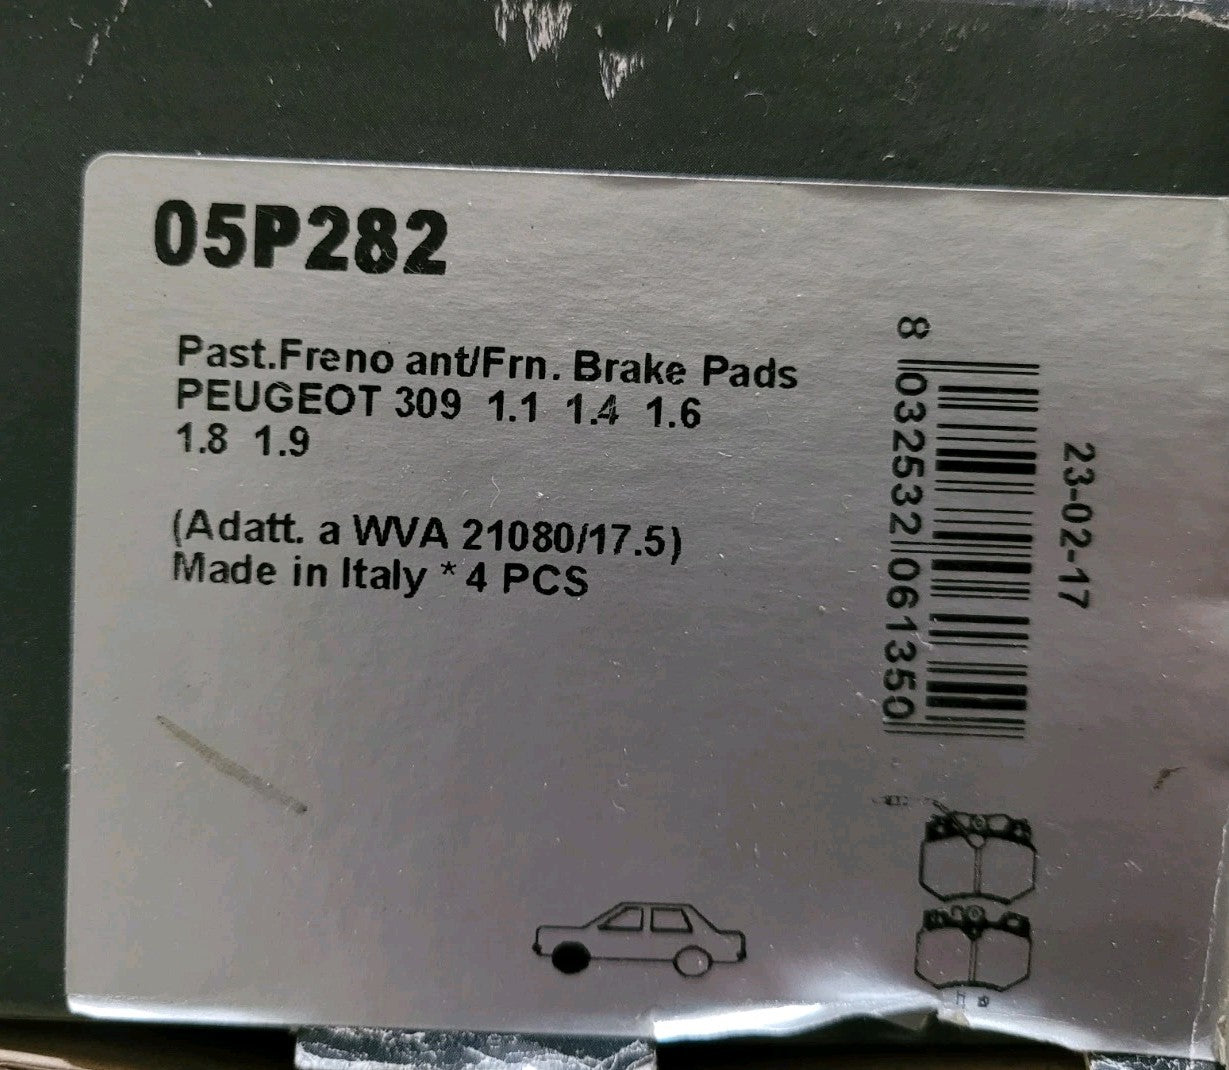 05P282
Past.Freno ant/Frn. Brake Pads
PEUGEOT 309 1.1 1.4 1.6
1.8 1.9
(Adatt. a WVA 21080/17.5)
Made in Italy * 4 PCS
8 032532 061350
23-02-17